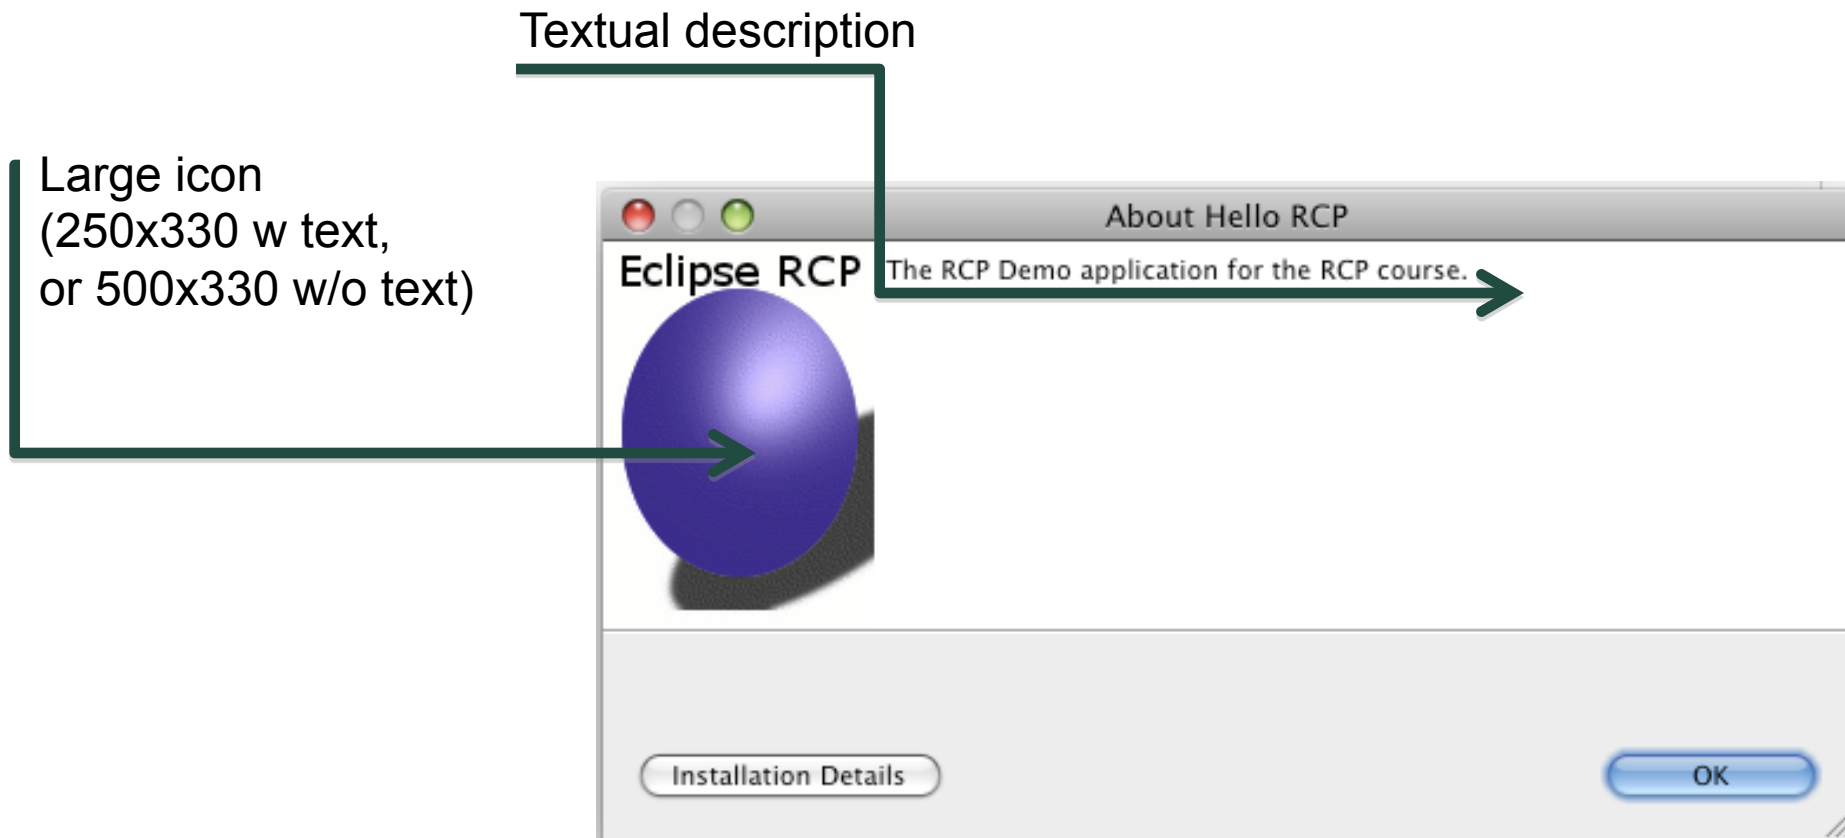 Textual description
Large icon
(250x330 w text,
or 500x330 w/o text)
About Hello RCP
Eclipse RCP
The RCP Demo application for the RCP course.
Installation Details
OK